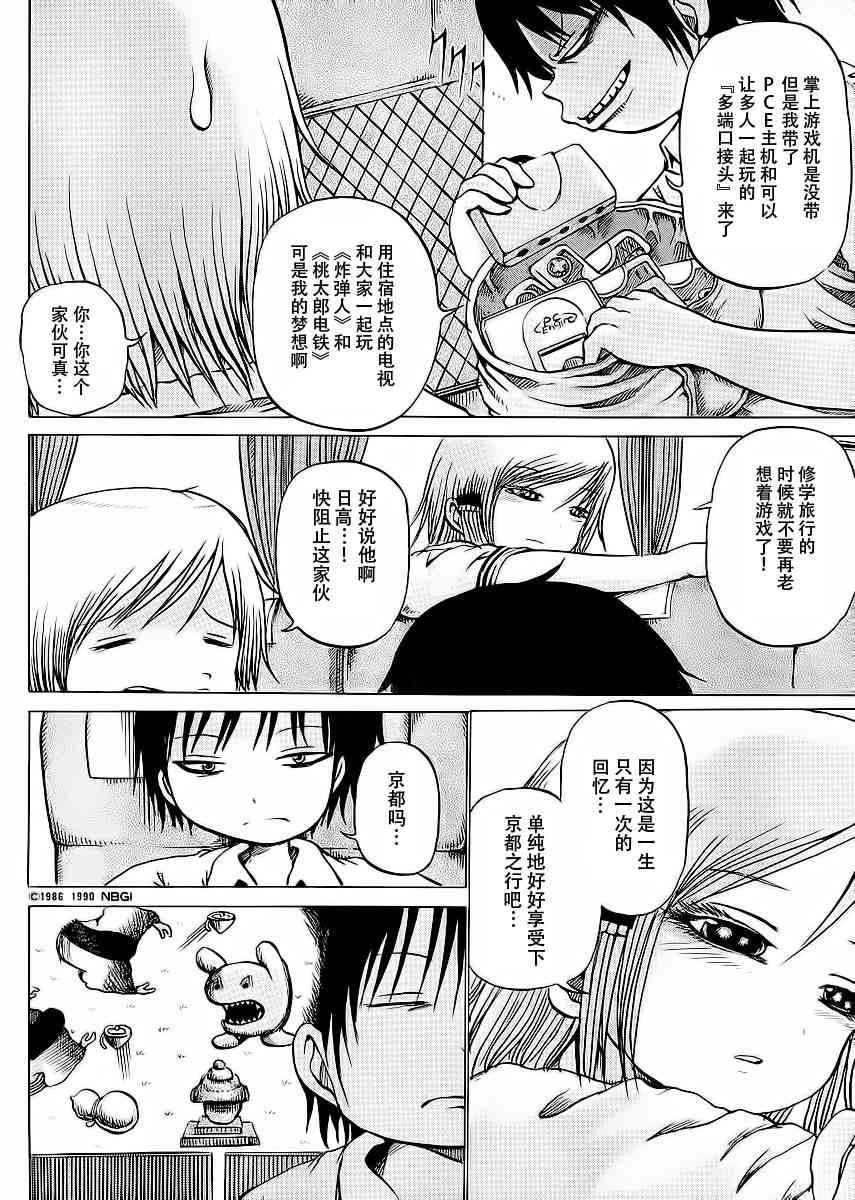 掌上游戏机是没带
但是我带了
PCE主机和可以
让多人一起玩的
『多端口接头』来了
用住宿地点的电视
和大家一起玩
《炸弹人》和
《桃太郎电铁》
可是我的梦想啊
你…你这个
家伙可真…
修学旅行的
时候就不要再老
想着游戏了！
好好说他啊
日高…！
快阻止这家伙
因为这是一生
只有一次的
回忆…
单纯地好好享受下
京都之行吧…
京都吗…
©1986 1990 NBGI